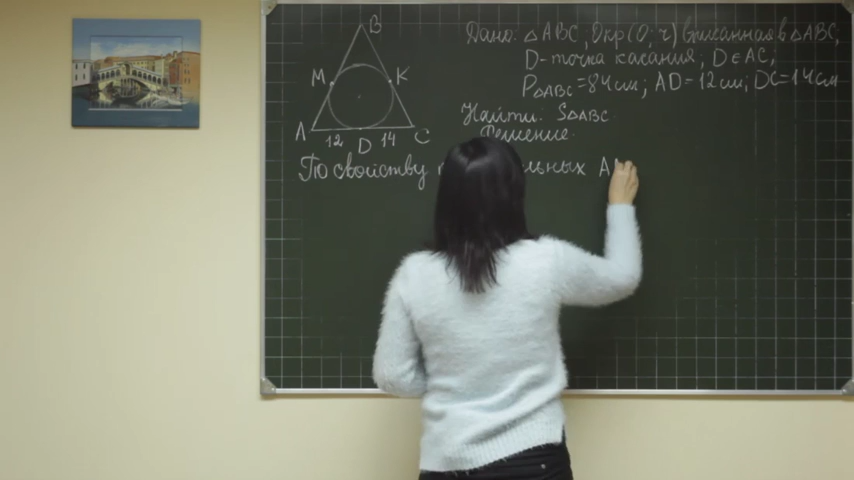 B
Дано: △ABC, Окр(O; r) вписанная в △ABC,
D-точка касания, D∈AC,
M K
P△ABC = 84 см; AD = 12 см; DC = 14 см
Найти: S△ABC.
A 12 D 14 C
Решение.
По свойству